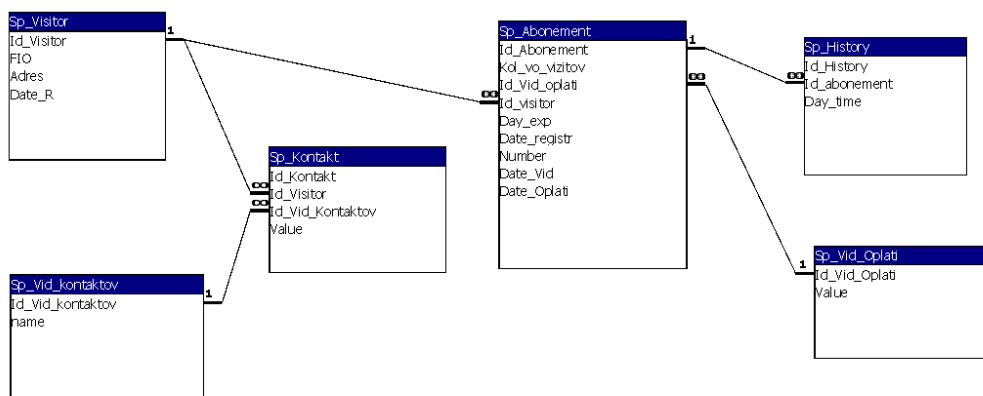 Sp_Visitor
Id_Visitor
FIO
Adres
Date_R
1
Sp_Abonement
Id_Abonement
Kol_vo_vizitov
Id_Vid_oplati
Id_visitor
Day_exp
Date_registr
Number
Date_Vid
Date_Oplati
∞
1
∞
Sp_History
Id_History
Id_abonement
Day_time
∞
Sp_Kontakt
Id_Kontakt
Id_Visitor
Id_Vid_Kontaktov
Value
∞
∞
Sp_Vid_kontaktov
Id_Vid_kontaktov
name
1
Sp_Vid_Oplati
Id_Vid_Oplati
Value
1